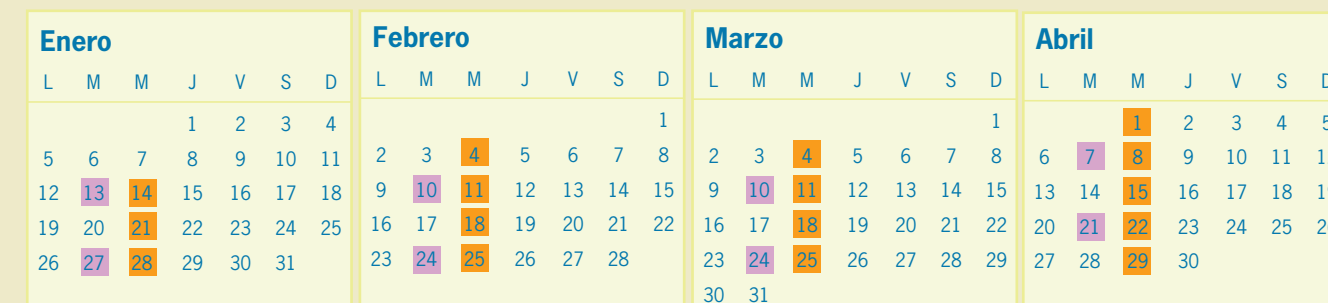 Enero
L M M J V S D
1 2 3 4
5 6 7 8 9 10 11
12 13 14 15 16 17 18
19 20 21 22 23 24 25
26 27 28 29 30 31
Febrero
L M M J V S D
1
2 3 4 5 6 7 8
9 10 11 12 13 14 15
16 17 18 19 20 21 22
23 24 25 26 27 28
Marzo
L M M J V S D
1
2 3 4 5 6 7 8
9 10 11 12 13 14 15
16 17 18 19 20 21 22
23 24 25 26 27 28 29
30 31
Abril
L M M J V S D
1 2 3 4 5
6 7 8 9 10 11
13 14 15 16 17 18
20 21 22 23 24 25
27 28 29 30